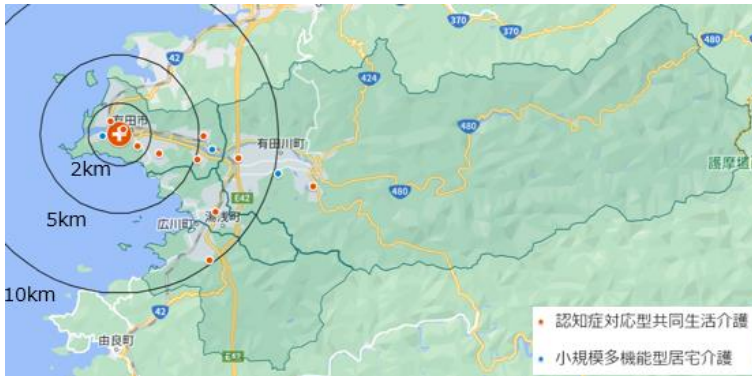 42
370
480
424
有田市
有田川町
480
2km
護摩壇
480
5km
E42
広川町
湯浅町
10km
42
認知症対応型共同生活介護
由良町
E42
小規模多機能型居宅介護